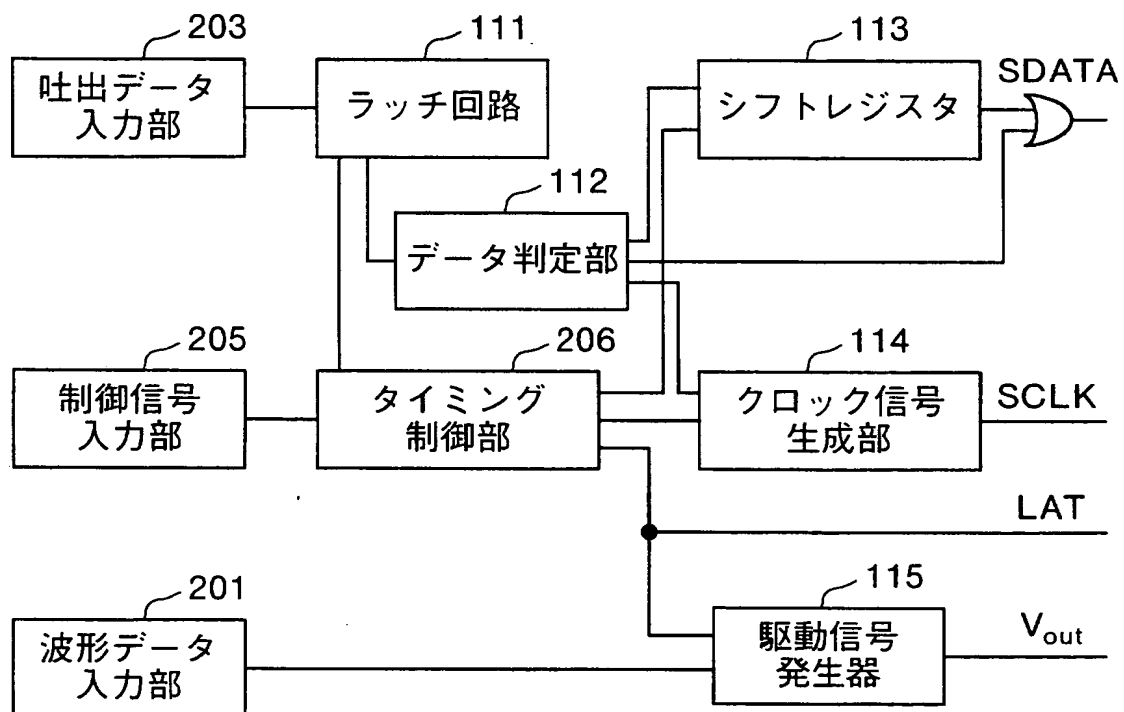 203
吐出データ
入力部
111
ラッチ回路
113
シフトレジスタ
SDATA
112
データ判定部
205
制御信号
入力部
206
タイミング
制御部
114
クロック信号
生成部
SCLK
LAT
201
波形データ
入力部
115
駆動信号
発生器
Vout